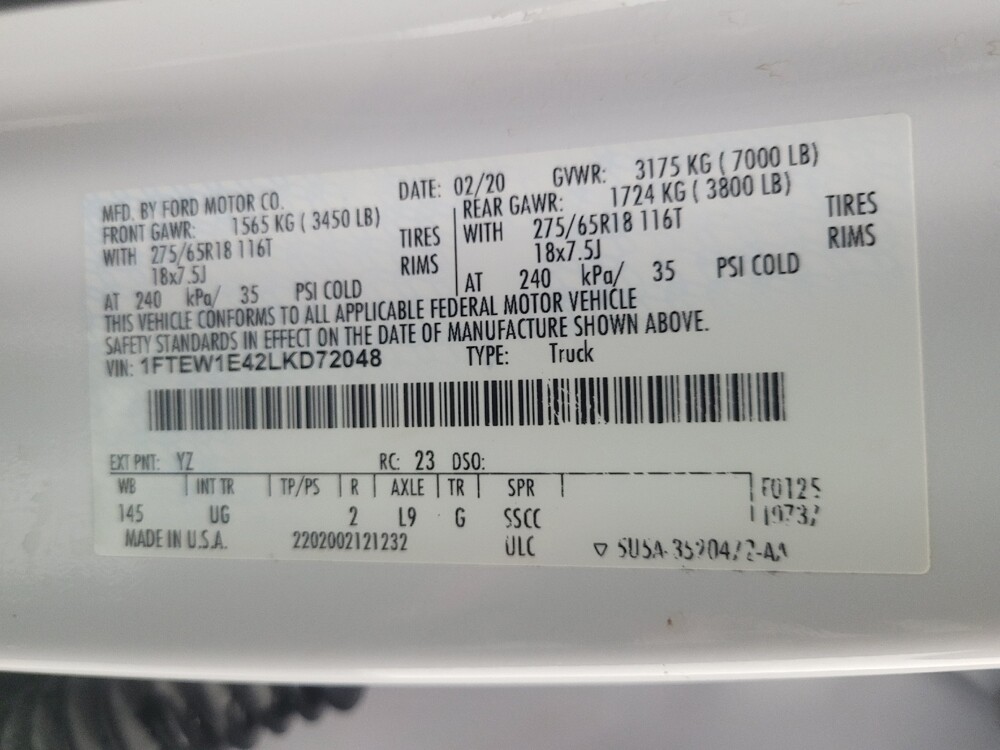 MFD. BY FORD MOTOR CO. DATE: 02/20 GVWR: 3175 KG ( 7000 LB)
FRONT GAWR: 1565 KG ( 3450 LB) REAR GAWR: 1724 KG ( 3800 LB)
WITH 275/65R18 116T TIRES WITH 275/65R18 116T TIRES
18x7.5J RIMS 18x7.5J RIMS
AT 240 kPa/ 35 PSI COLD AT 240 kPa/ 35 PSI COLD
THIS VEHICLE CONFORMS TO ALL APPLICABLE FEDERAL MOTOR VEHICLE
SAFETY STANDARDS IN EFFECT ON THE DATE OF MANUFACTURE SHOWN ABOVE.
VIN: 1FTEW1E42LKD72048 TYPE: Truck
EXT PNT: YZ RC: 23 DSO:
WB INT TR TP/PS R AXLE TR SPR F0125
145 UG 2 L9 G SSCC
MADE IN U.S.A. 2202002121232 ULC